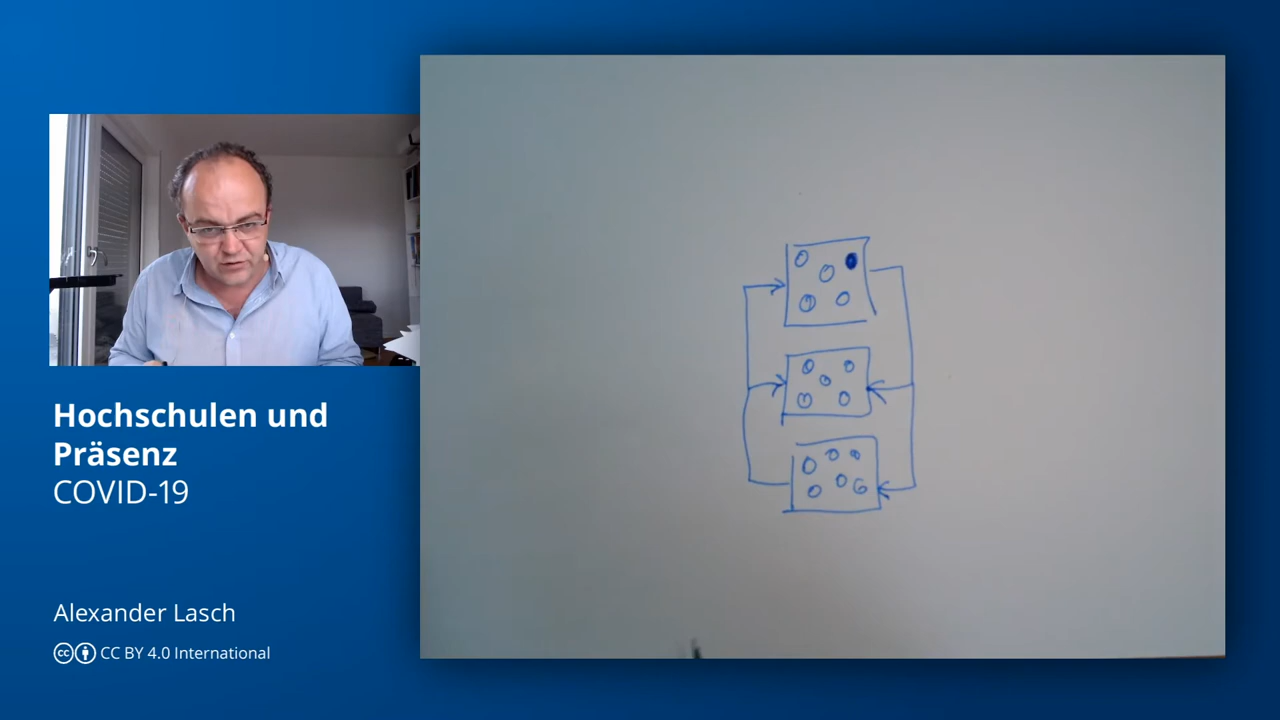 Hochschulen und
Präsenz
COVID-19
Alexander Lasch
CC BY 4.0 International